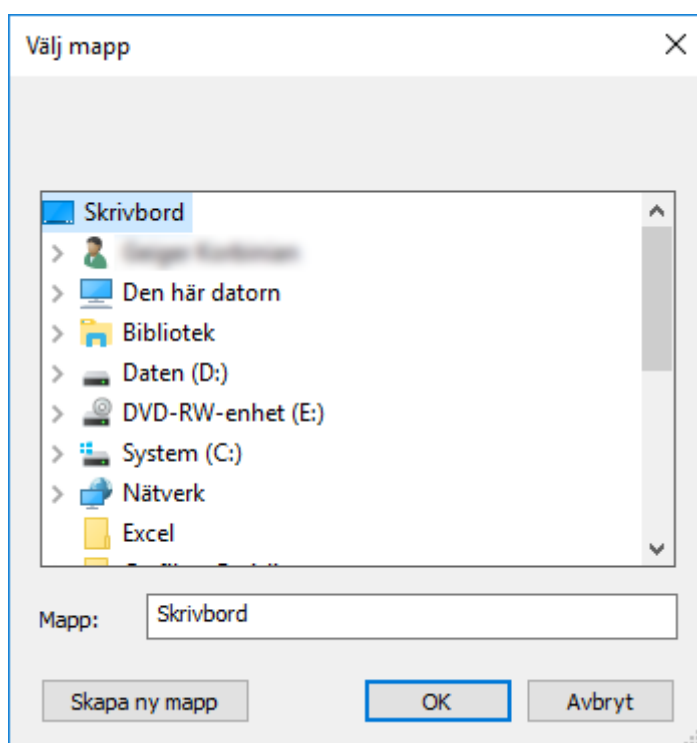 Välj mapp
Skrivbord
Den här datorn
Bibliotek
Daten (D:)
DVD-RW-enhet (E:)
System (C:)
Nätverk
Excel
Mapp:
Skrivbord
Skapa ny mapp
OK
Avbryt